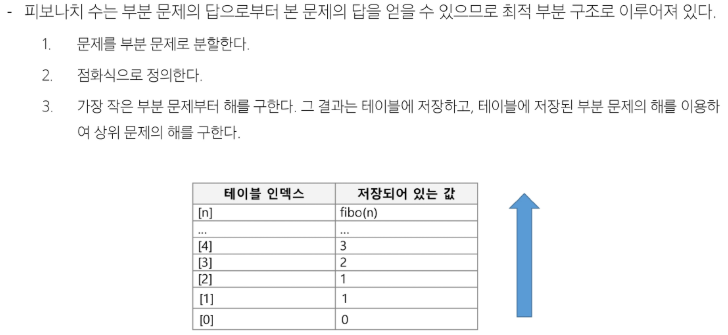 - 피보나치 수는 부분 문제의 답으로부터 본 문제의 답을 얻을 수 있으므로 최적 부분 구조로 이루어져 있다.
1. 문제를 부분 문제로 분할한다.
2. 점화식으로 정의한다.
3. 가장 작은 부분 문제부터 해를 구한다. 그 결과는 테이블에 저장하고, 테이블에 저장된 부분 문제의 해를 이용하
여 상위 문제의 해를 구한다.
테이블 인덱스 저장되어 있는 값
[n] fibo(n)
... ...
[4] 3
[3] 2
[2] 1
[1] 1
[0] 0